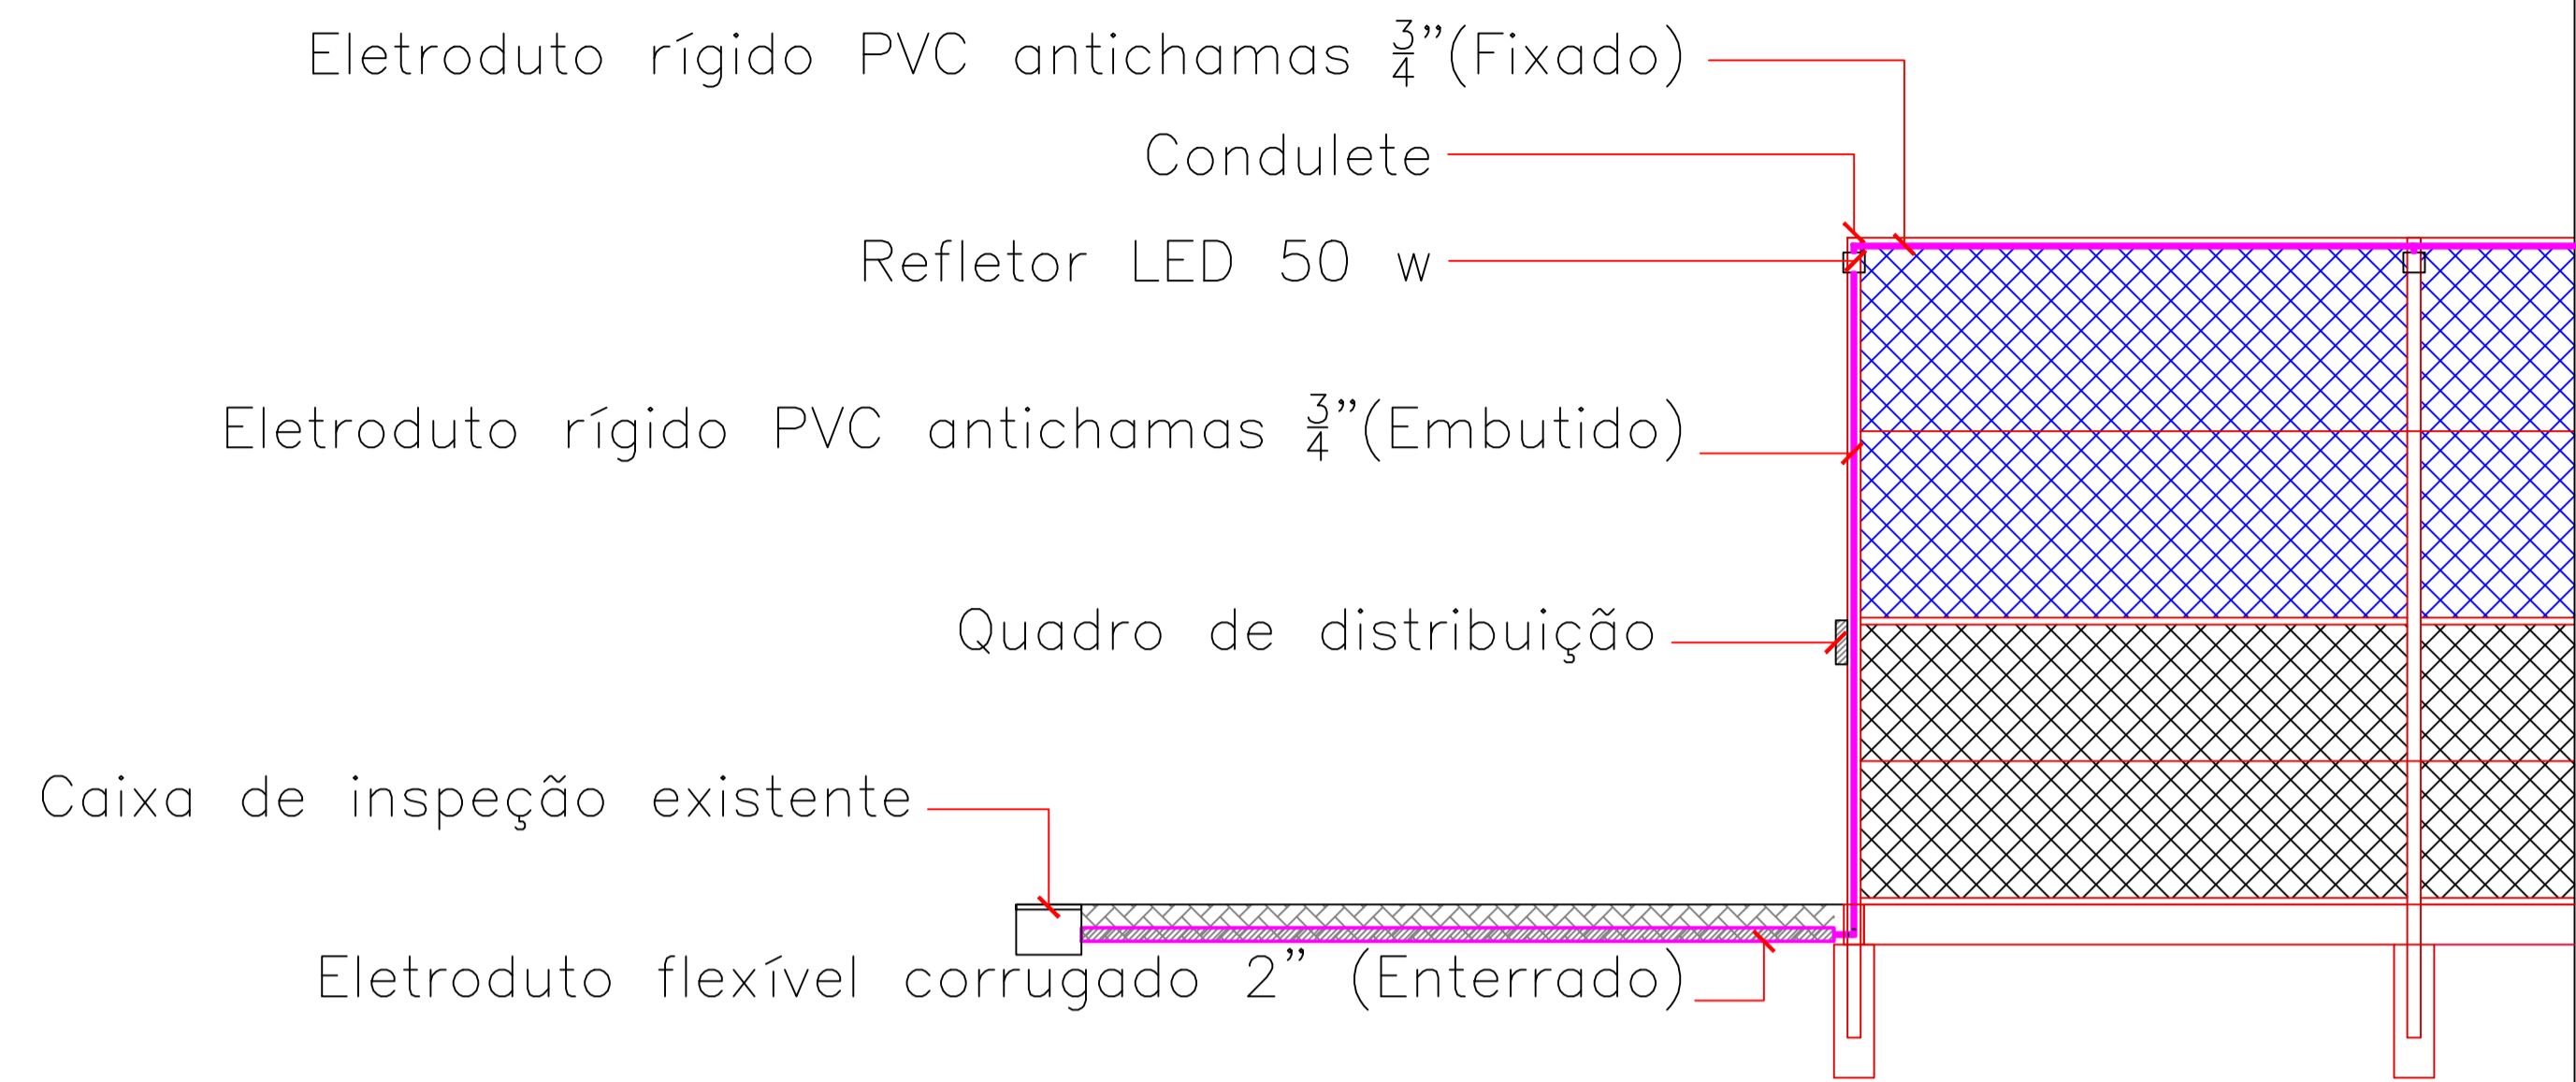 Eletroduto rígido PVC antichamas ¾”(Fixado)
Condulete
Refletor LED 50 w
Eletroduto rígido PVC antichamas ¾”(Embutido)
Quadro de distribuição
Caixa de inspeção existente
Eletroduto flexível corrugado 2” (Enterrado)